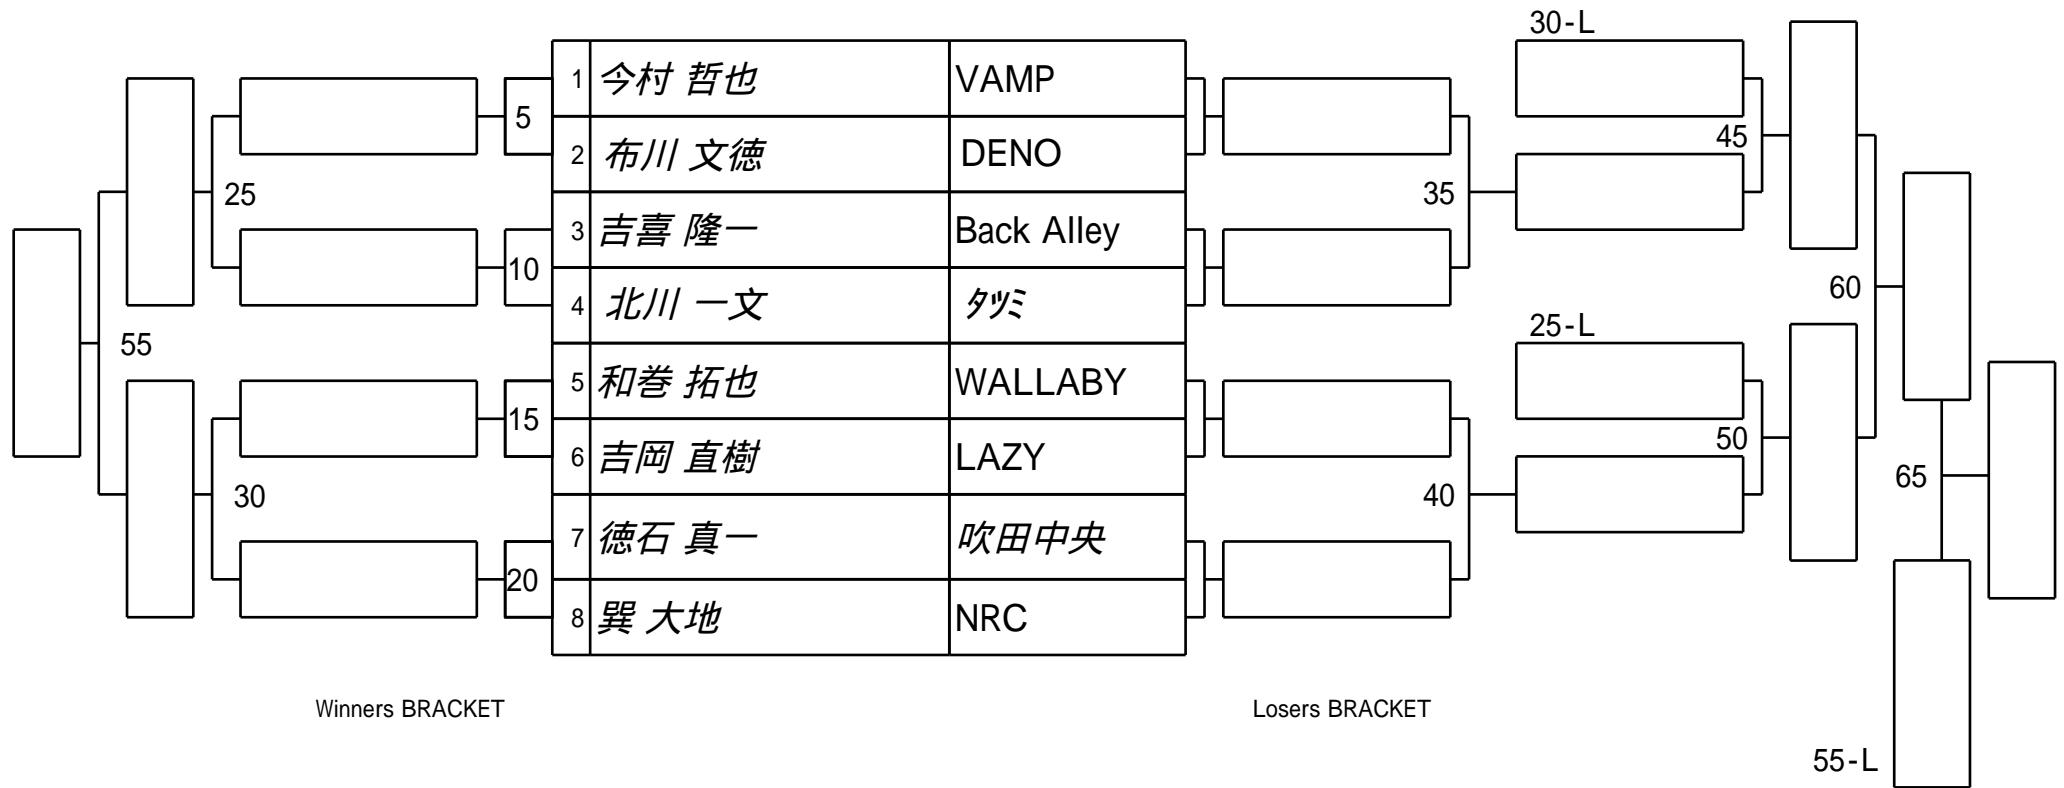 30-L
1 今村 哲也 VAMP
5
45
2 布川 文徳 DENO
25
35
3 吉喜 隆一 Back Alley
10
60
4 北川 一文 ﾀﾂﾐ
25-L
55
5 和巻 拓也 WALLABY
15
50
6 吉岡 直樹 LAZY
65
30
40
7 徳石 真一 吹田中央
20
8 巽 大地 NRC
Winners BRACKET
Losers BRACKET
55-L